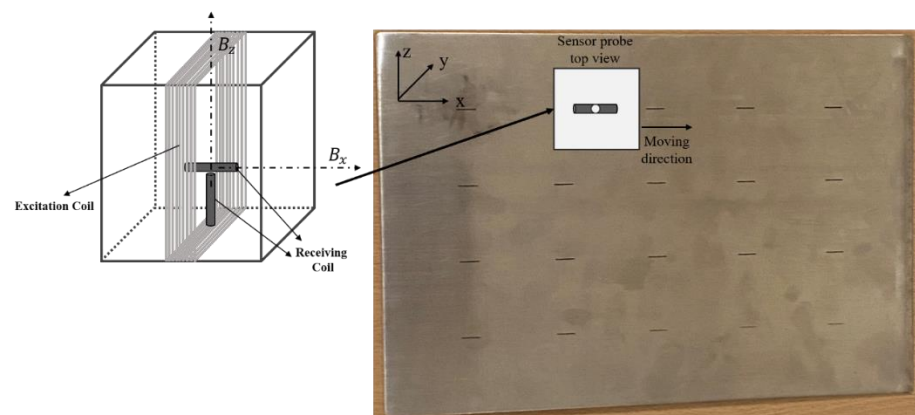 B_z
B_x
Excitation Coil
Receiving
Coil
z
y
x
Sensor probe
top view
Moving
direction